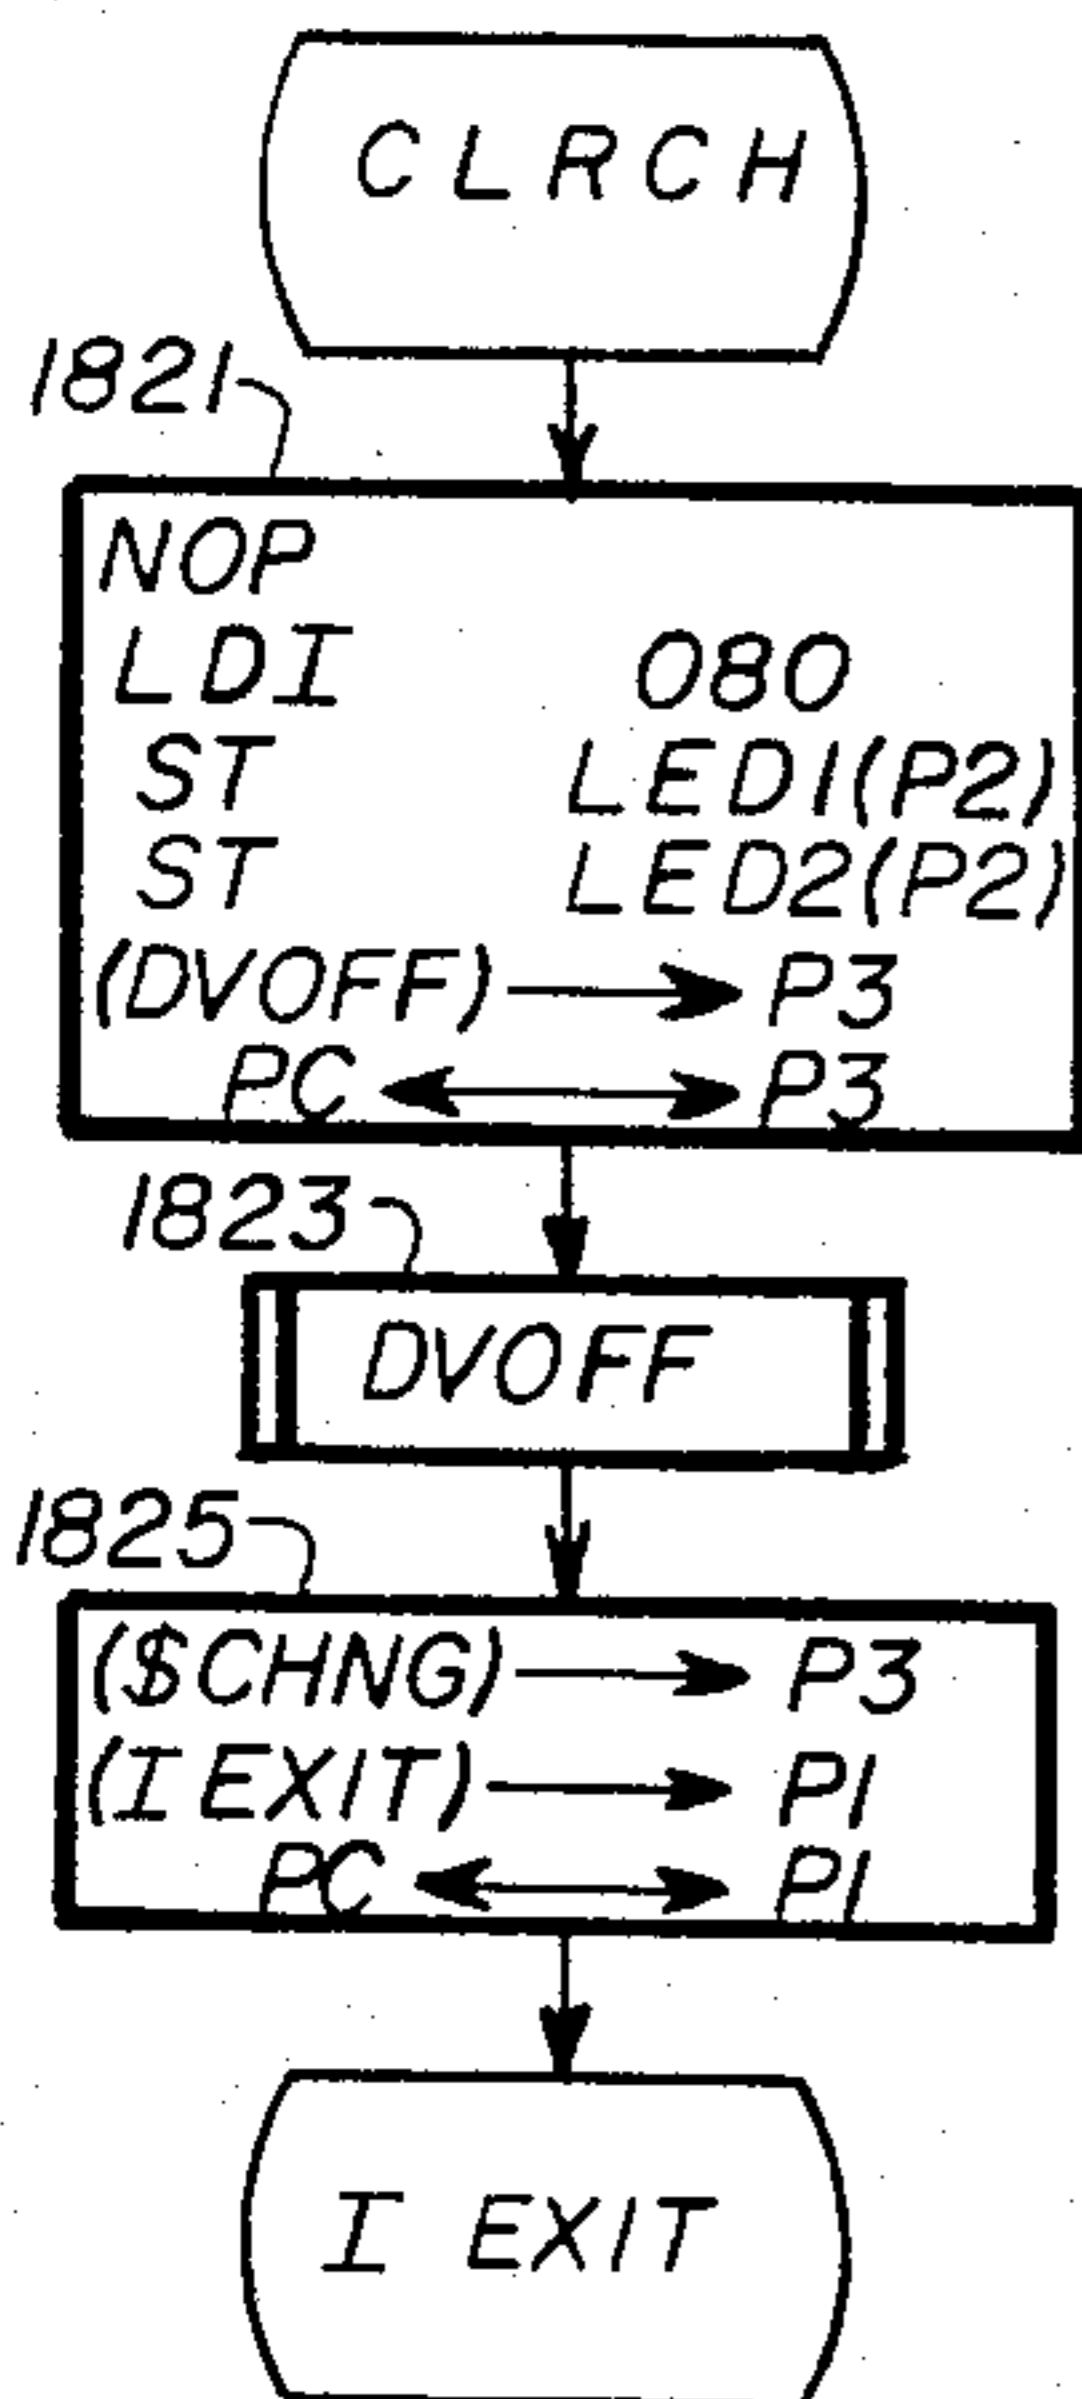 CLRCH
1821
NOP
LDI 080
ST LED1(P2)
ST LED2(P2)
(DVOFF) → P3
PC ↔ P3
1823
DVOFF
1825
($CHNG) → P3
(I EXIT) → P1
PC ↔ P1
I EXIT